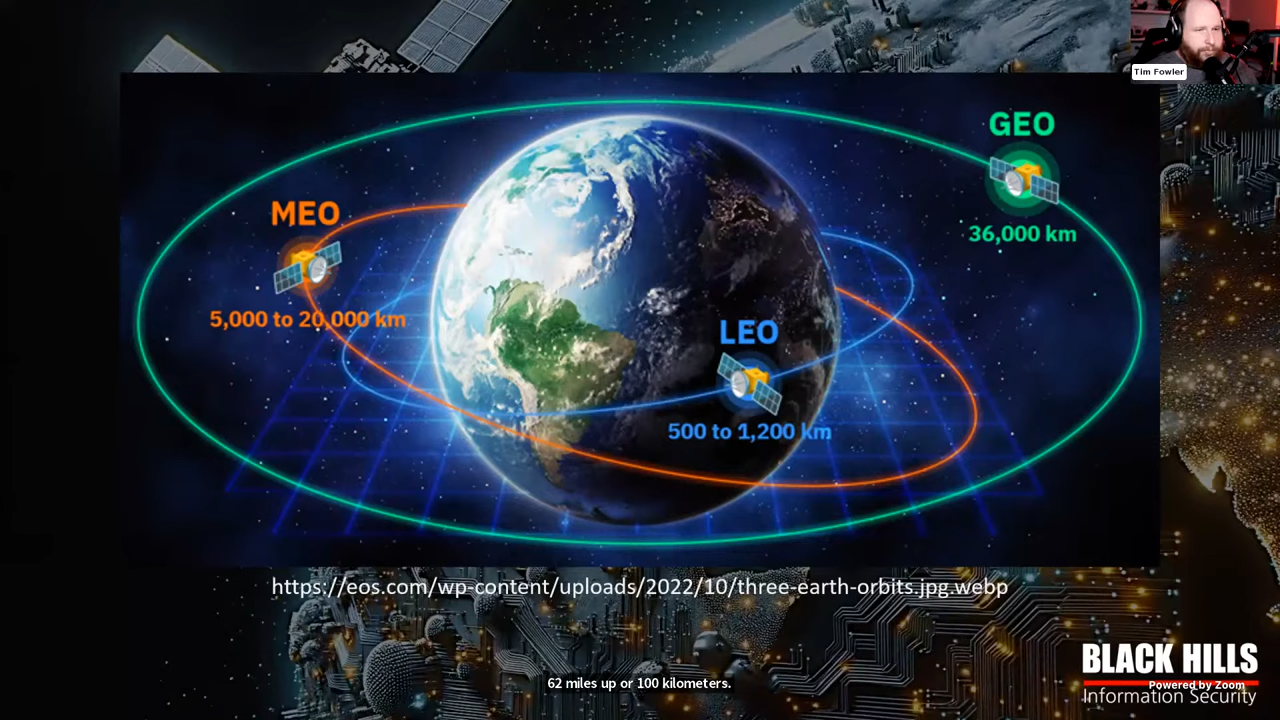 Tim Fowler
GEO
36,000 km
MEO
5,000 to 20,000 km
LEO
500 to 1,200 km
https://eos.com/wp-content/uploads/2022/10/three-earth-orbits.jpg.webp
62 miles up or 100 kilometers.
BLACK HILLS
Powered by Zoom
Information Security